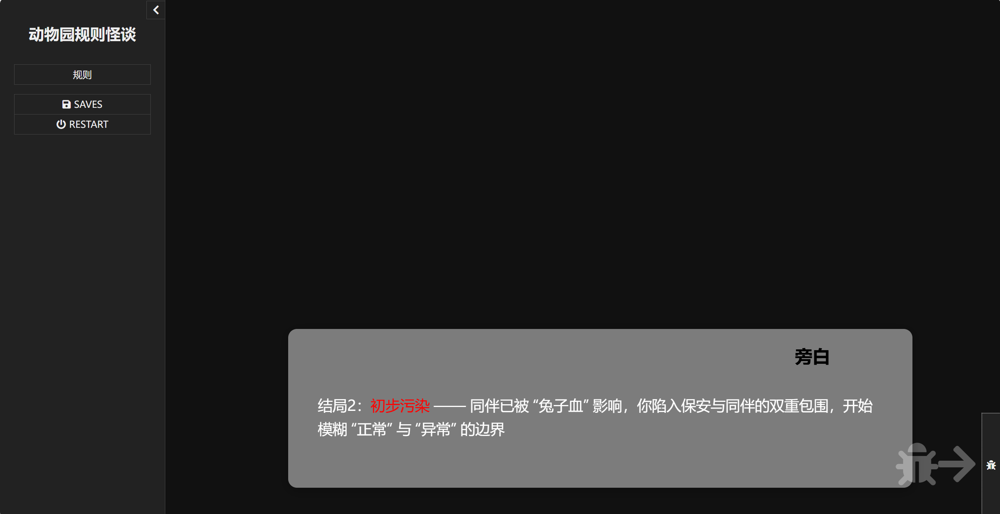 动物园规则怪谈
规则
SAVES
RESTART
旁白
结局2：初步污染 —— 同伴已被 “兔子血” 影响，你陷入保安与同伴的双重包围，开始
模糊 “正常” 与 “异常” 的边界